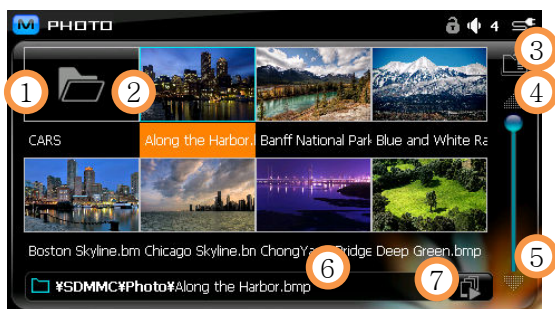 M PHOTO 4
1 2 3
4
CARS Along the Harbor. Banff National Park Blue and White Ra
Boston Skyline.bm Chicago Skyline.bn ChongYa Bridge Deep Green.bmp
5
6
7
¥SDMMC¥Photo¥Along the Harbor.bmp